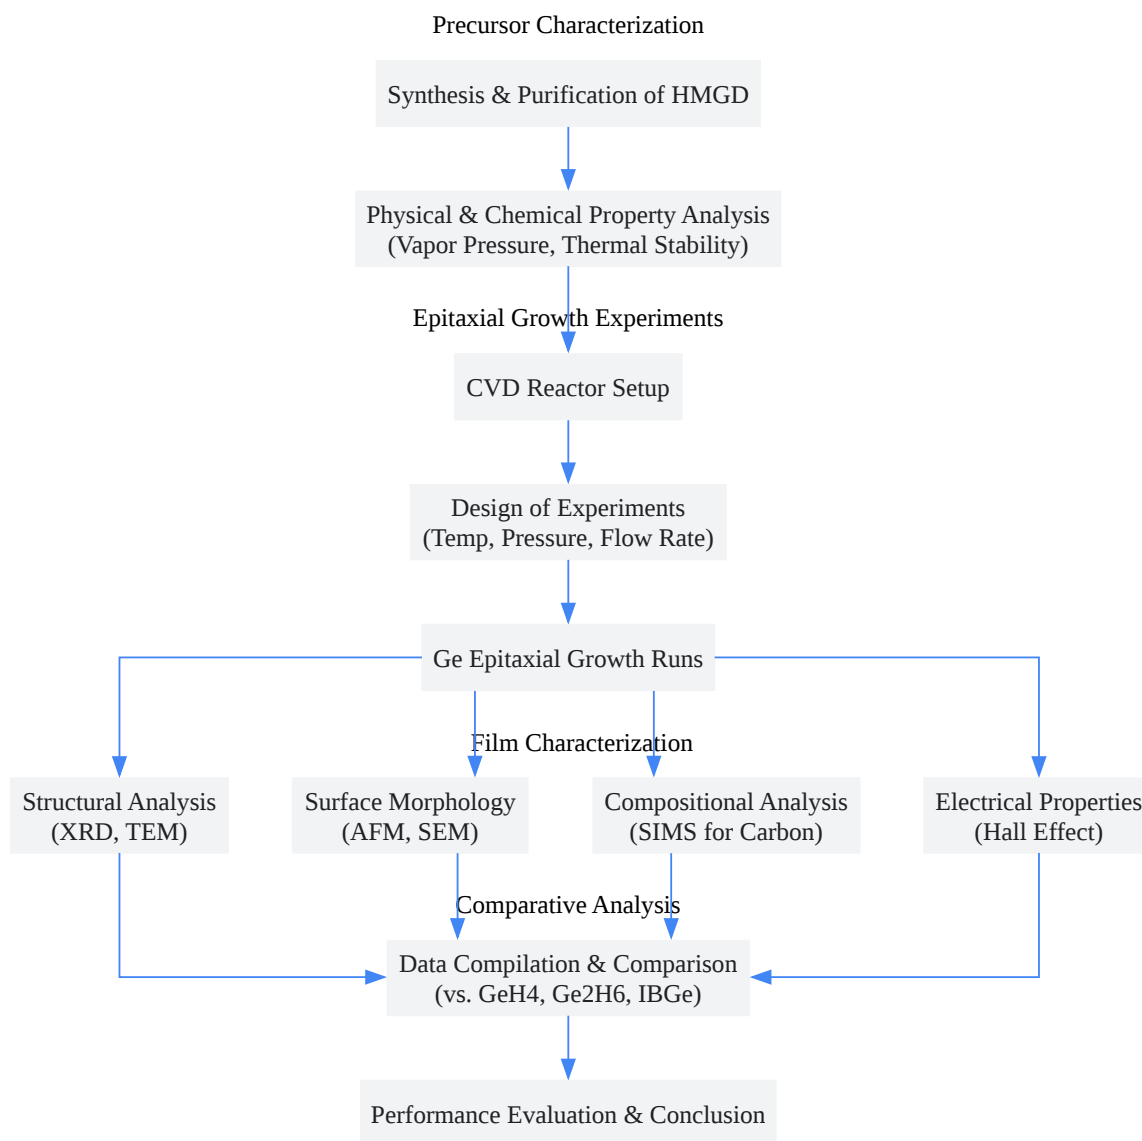 Precursor Characterization
Synthesis & Purification of HMGD
Physical & Chemical Property Analysis
(Vapor Pressure, Thermal Stability)
Epitaxial Growth Experiments
CVD Reactor Setup
Design of Experiments
(Temp, Pressure, Flow Rate)
Ge Epitaxial Growth Runs
Film Characterization
Structural Analysis
(XRD, TEM)
Surface Morphology
(AFM, SEM)
Compositional Analysis
(SIMS for Carbon)
Electrical Properties
(Hall Effect)
Comparative Analysis
Data Compilation & Comparison
(vs. GeH4, Ge2H6, IBGe)
Performance Evaluation & Conclusion